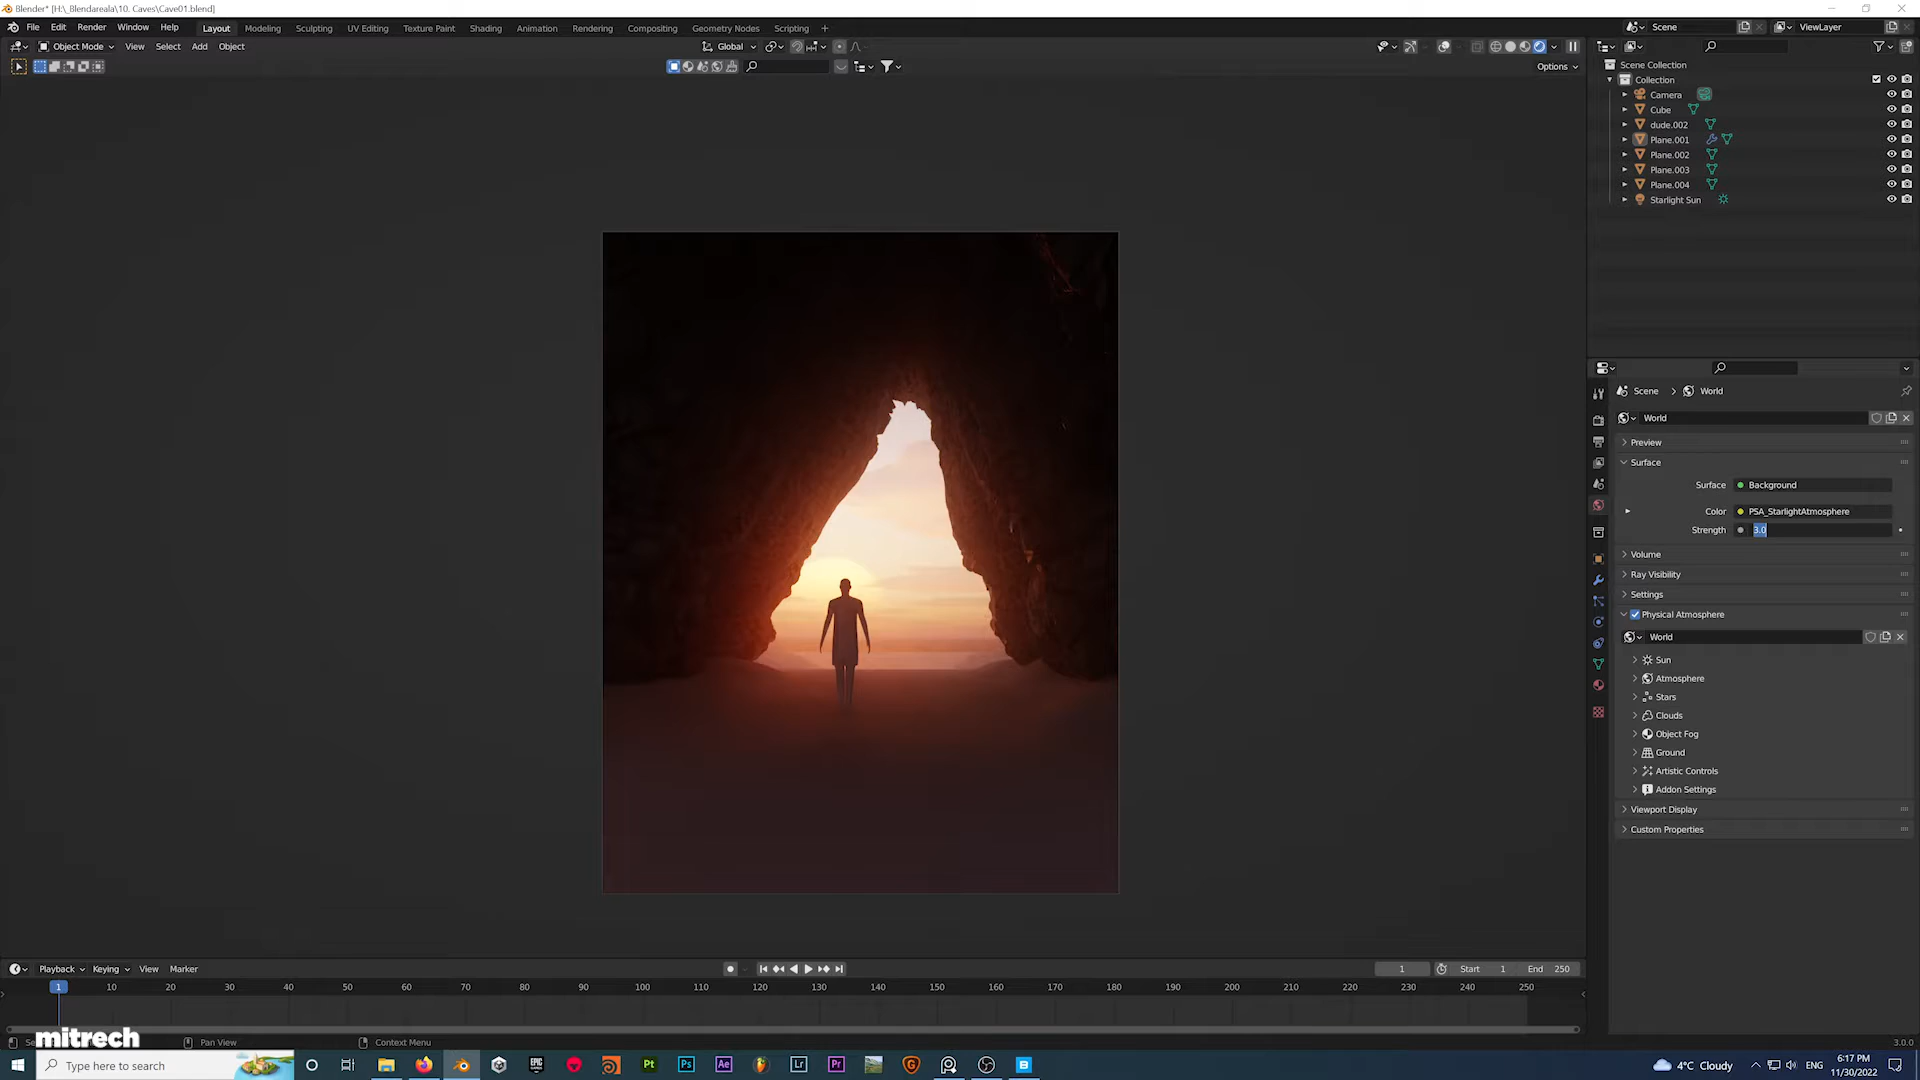 Blender* [H:\_Blendareala\10. Caves\Cave01.blend]
File Edit Render Window Help Layout Modeling Sculpting UV Editing Texture Paint Shading Animation Rendering Compositing Geometry Nodes Scripting + Scene ViewLayer
Object Mode View Select Add Object Global
Options
Scene Collection
Collection
Camera
Cube
dude.002
Plane.001
Plane.002
Plane.003
Plane.004
Starlight Sun
Scene > World
World
Preview
Surface
Surface Background
Color PSA_StarlightAtmosphere
Strength 3.0
Volume
Ray Visibility
Settings
Physical Atmosphere
World
Sun
Atmosphere
Stars
Clouds
Object Fog
Ground
Artistic Controls
Addon Settings
Viewport Display
Custom Properties
Playback Keying View Marker 1 Start 1 End 250
1 10 20 30 40 50 60 70 80 90 100 110 120 130 140 150 160 170 180 190 200 210 220 230 240 250
mitrech
Pan View Context Menu 3.0.0
Type here to search Pt Ps Ae Lr Pr 4°C Cloudy ENG 6:17 PM
11/30/2022